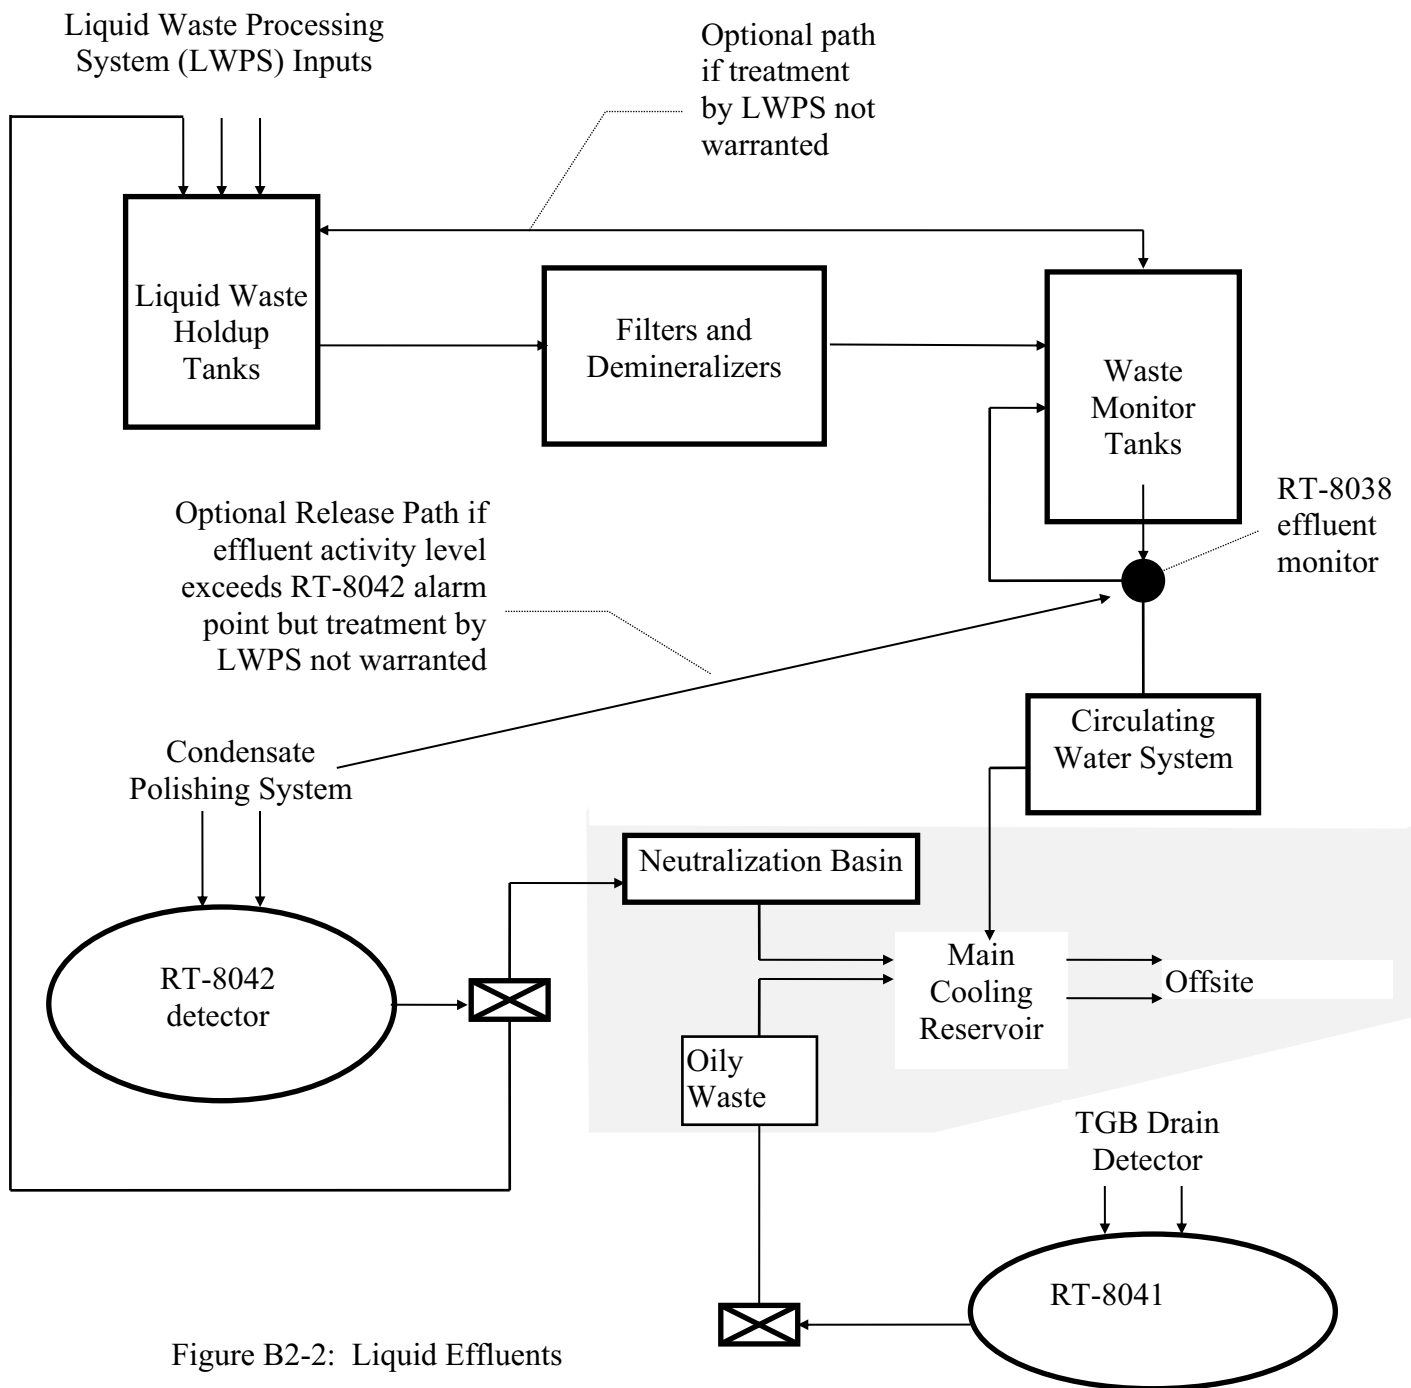 Liquid Waste Processing
System (LWPS) Inputs
Optional path
if treatment
by LWPS not
warranted
Liquid Waste
Holdup
Tanks
Filters and
Demineralizers
Waste
Monitor
Tanks
RT-8038
effluent
monitor
Optional Release Path if
effluent activity level
exceeds RT-8042 alarm
point but treatment by
LWPS not warranted
Circulating
Water System
Condensate
Polishing System
Neutralization Basin
RT-8042
detector
Main
Cooling
Reservoir
Offsite
Oily
Waste
TGB Drain
Detector
RT-8041
Figure B2-2:  Liquid Effluents